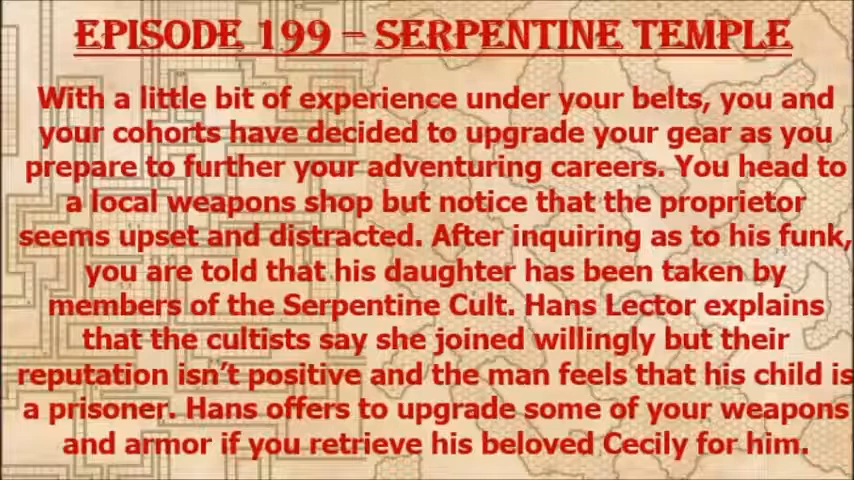 EPISODE 199 – SERPENTINE TEMPLE
With a little bit of experience under your belts, you and
your cohorts have decided to upgrade your gear as you
prepare to further your adventuring careers. You head to
a local weapons shop but notice that the proprietor
seems upset and distracted. After inquiring as to his funk,
you are told that his daughter has been taken by
members of the Serpentine Cult. Hans Lector explains
that the cultists say she joined willingly but their
reputation isn't positive and the man feels that his child is
a prisoner. Hans offers to upgrade some of your weapons
and armor if you retrieve his beloved Cecily for him.